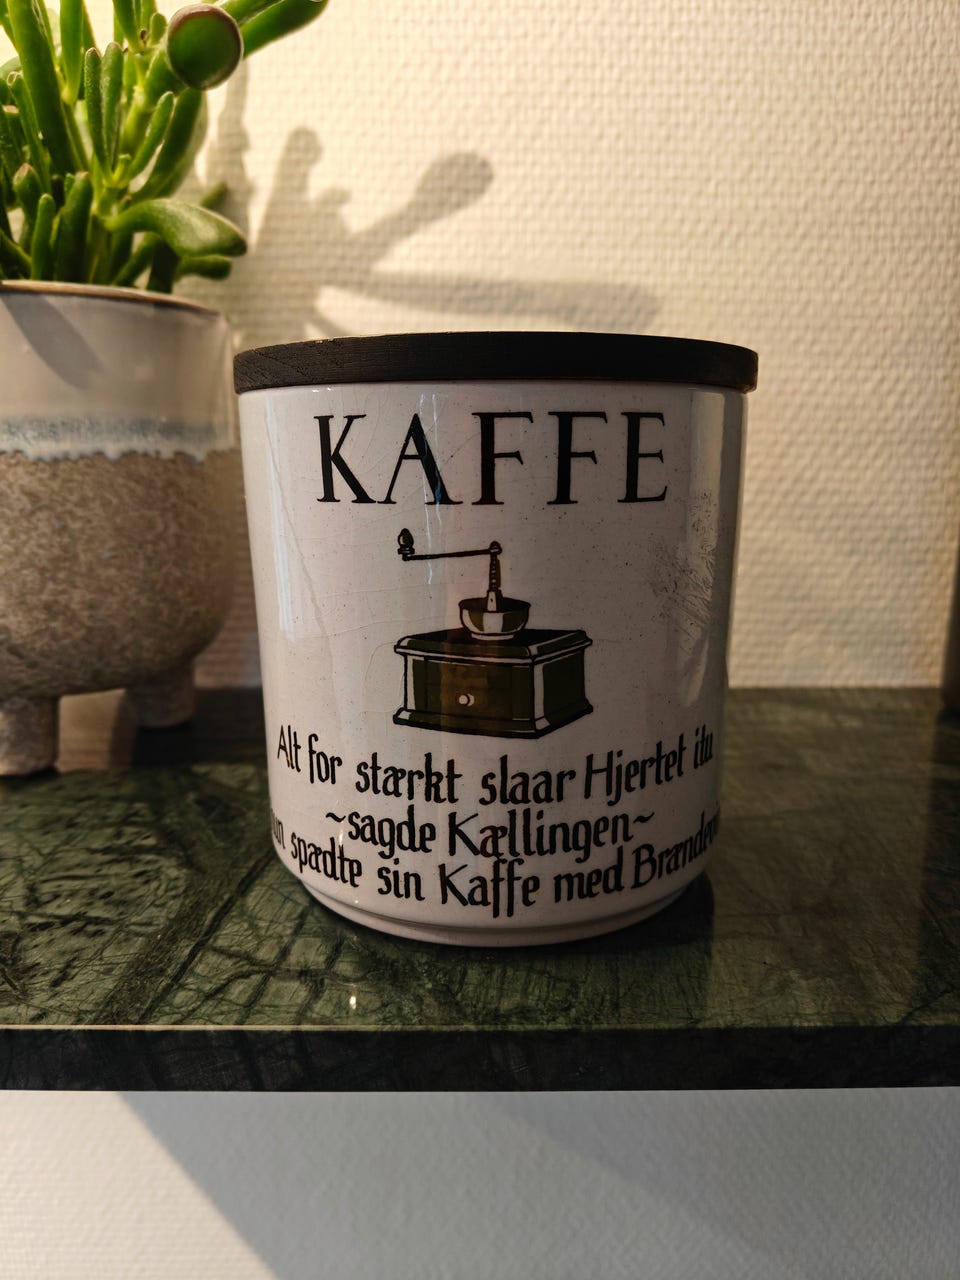 KAFFE
Alt for stærkt slaar Hjertet itu
~sagde Kællingen~
spædte sin Kaffe med